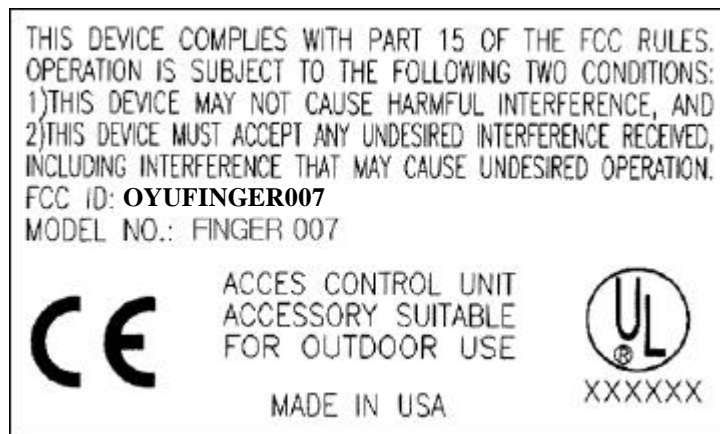 THIS DEVICE COMPLIES WITH PART 15 OF THE FCC RULES.
OPERATION IS SUBJECT TO THE FOLLOWING TWO CONDITIONS:
1)THIS DEVICE MAY NOT CAUSE HARMFUL INTERFERENCE, AND
2)THIS DEVICE MUST ACCEPT ANY UNDESIRED INTERFERENCE RECEIVED,
INCLUDING INTERFERENCE THAT MAY CAUSE UNDESIRED OPERATION.
FCC ID: OYUFINGER007
MODEL NO.: FINGER 007
CE
ACCES CONTROL UNIT
ACCESSORY SUITABLE
FOR OUTDOOR USE
UL
®
XXXXXX
MADE IN USA